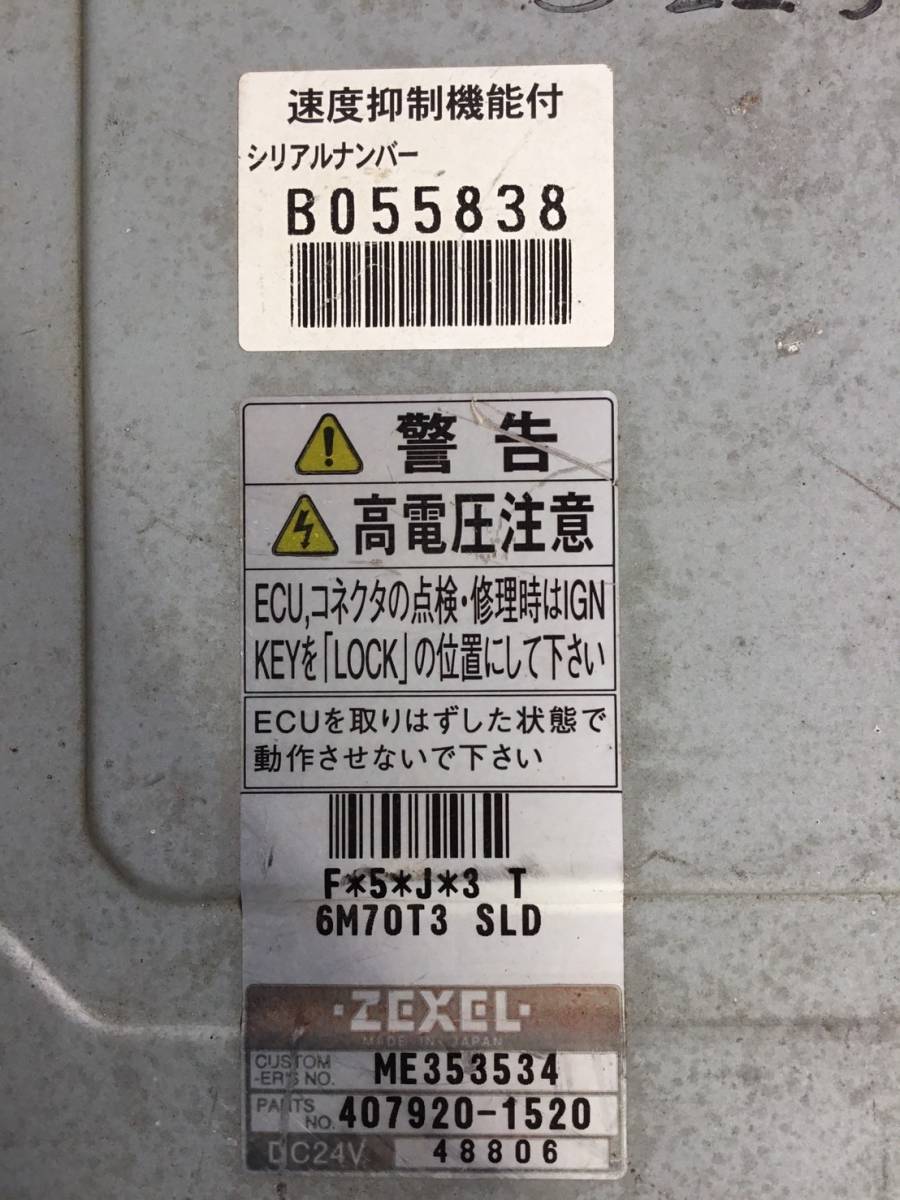 速度抑制機能付
シリアルナンバー
B055838
警告
高電圧注意
ECU,コネクタの点検・修理時はIGN
KEYを「LOCK」の位置にして下さい
ECUを取りはずした状態で
動作させないで下さい
F*5*J*3 T
6M70T3 SLD
・ZEXEL・
MADE IN JAPAN
CUSTOM
-ER'S NO. ME353534
PARTS
NO. 407920-1520
DC24V 48806